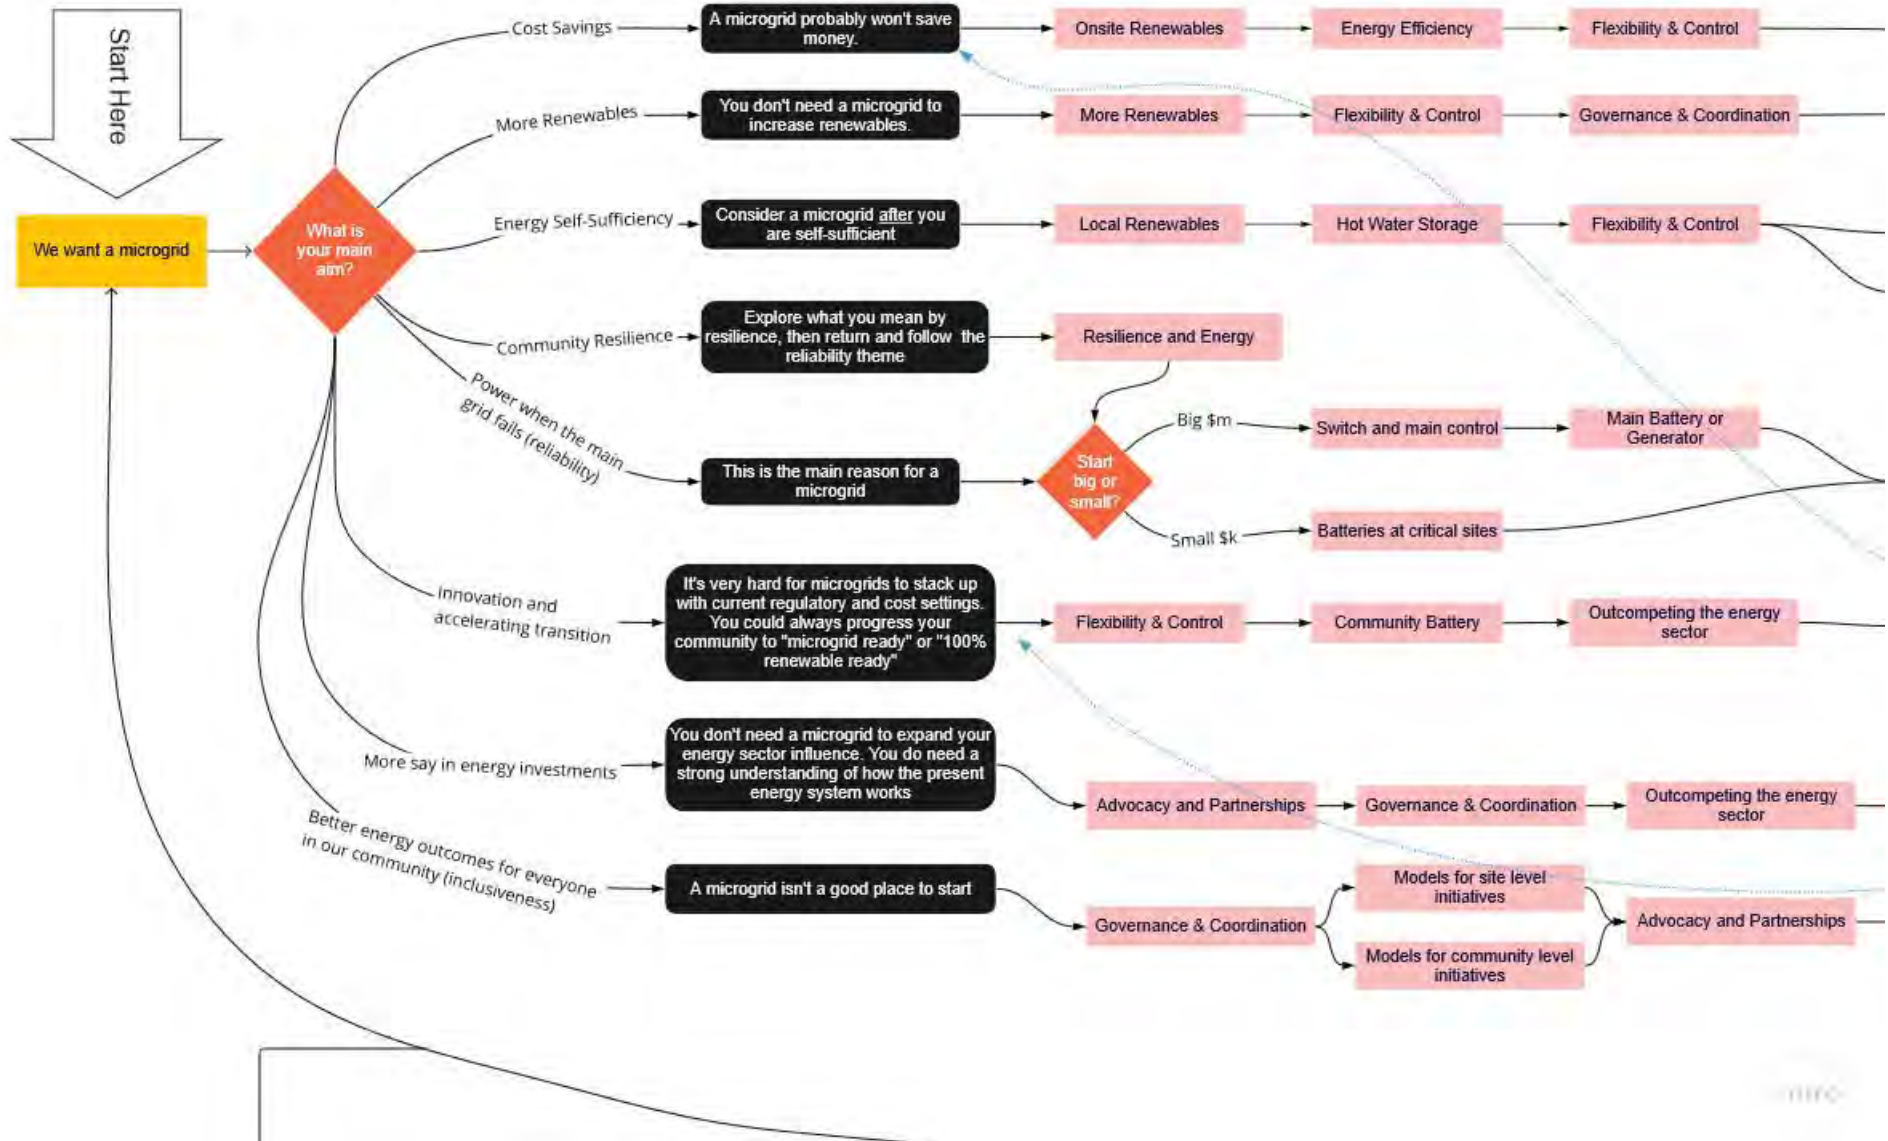 Start Here
We want a microgrid
What is
your main
aim?
Cost Savings
A microgrid probably won't save
money.
Onsite Renewables
Energy Efficiency
Flexibility & Control
More Renewables
You don't need a microgrid to
increase renewables.
More Renewables
Flexibility & Control
Governance & Coordination
Energy Self-Sufficiency
Consider a microgrid after you
are self-sufficient
Local Renewables
Hot Water Storage
Flexibility & Control
Community Resilience
Explore what you mean by
resilience, then return and follow the
reliability theme
Resilience and Energy
Power when the main
grid fails (reliability)
This is the main reason for a
microgrid
Start
big or
small?
Big $m
Switch and main control
Main Battery or
Generator
Small $k
Batteries at critical sites
Innovation and
accelerating transition
It's very hard for microgrids to stack up
with current regulatory and cost settings.
You could always progress your
community to "microgrid ready" or "100%
renewable ready"
Flexibility & Control
Community Battery
Outcompeting the energy
sector
More say in energy investments
You don't need a microgrid to expand your
energy sector influence. You do need a
strong understanding of how the present
energy system works
Advocacy and Partnerships
Governance & Coordination
Outcompeting the energy
sector
Better energy outcomes for everyone
in our community (inclusiveness)
A microgrid isn't a good place to start
Governance & Coordination
Models for site level
initiatives
Models for community level
initiatives
Advocacy and Partnerships
miro